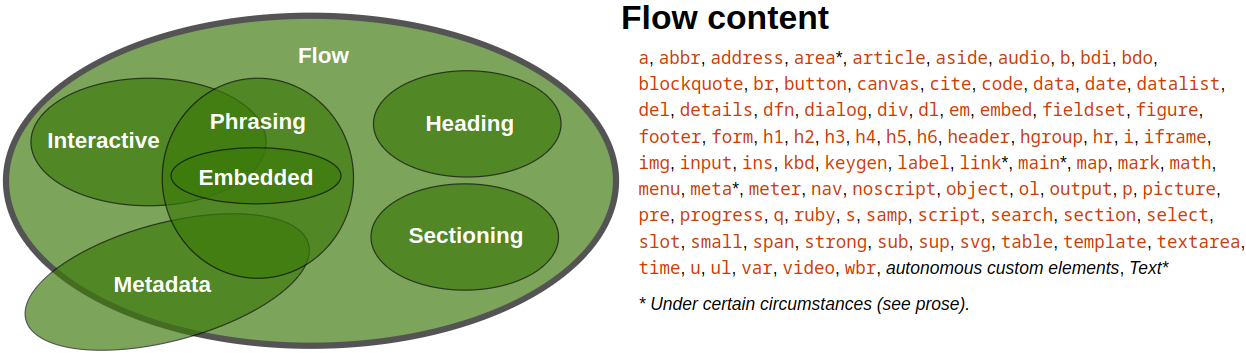 Flow
Interactive
Phrasing
Embedded
Heading
Sectioning
Metadata
Flow content
a, abbr, address, area*, article, aside, audio, b, bdi, bdo,
blockquote, br, button, canvas, cite, code, data, date, datalist,
del, details, dfn, dialog, div, dl, em, embed, fieldset, figure,
footer, form, h1, h2, h3, h4, h5, h6, header, hgroup, hr, i, iframe,
img, input, ins, kbd, keygen, label, link*, main*, map, mark, math,
menu, meta*, meter, nav, noscript, object, ol, output, p, picture,
pre, progress, q, ruby, s, samp, script, search, section, select,
slot, small, span, strong, sub, sup, svg, table, template, textarea,
time, u, ul, var, video, wbr, autonomous custom elements, Text*
* Under certain circumstances (see prose).